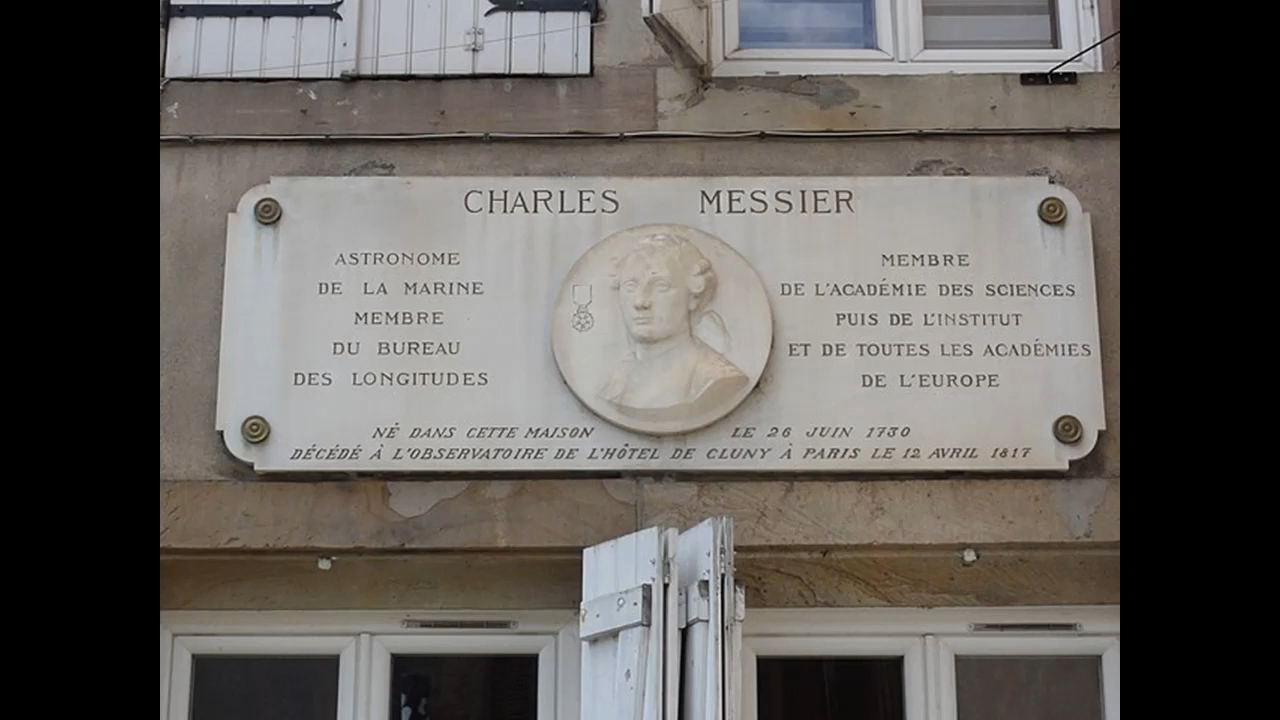 CHARLES MESSIER
ASTRONOME
DE LA MARINE
MEMBRE
DU BUREAU
DES LONGITUDES
MEMBRE
DE L'ACADÉMIE DES SCIENCES
PUIS DE L'INSTITUT
ET DE TOUTES LES ACADÉMIES
DE L'EUROPE
NÉ DANS CETTE MAISON LE 26 JUIN 1730
DÉCÉDÉ À L'OBSERVATOIRE DE L'HÔTEL DE CLUNY À PARIS LE 12 AVRIL 1817